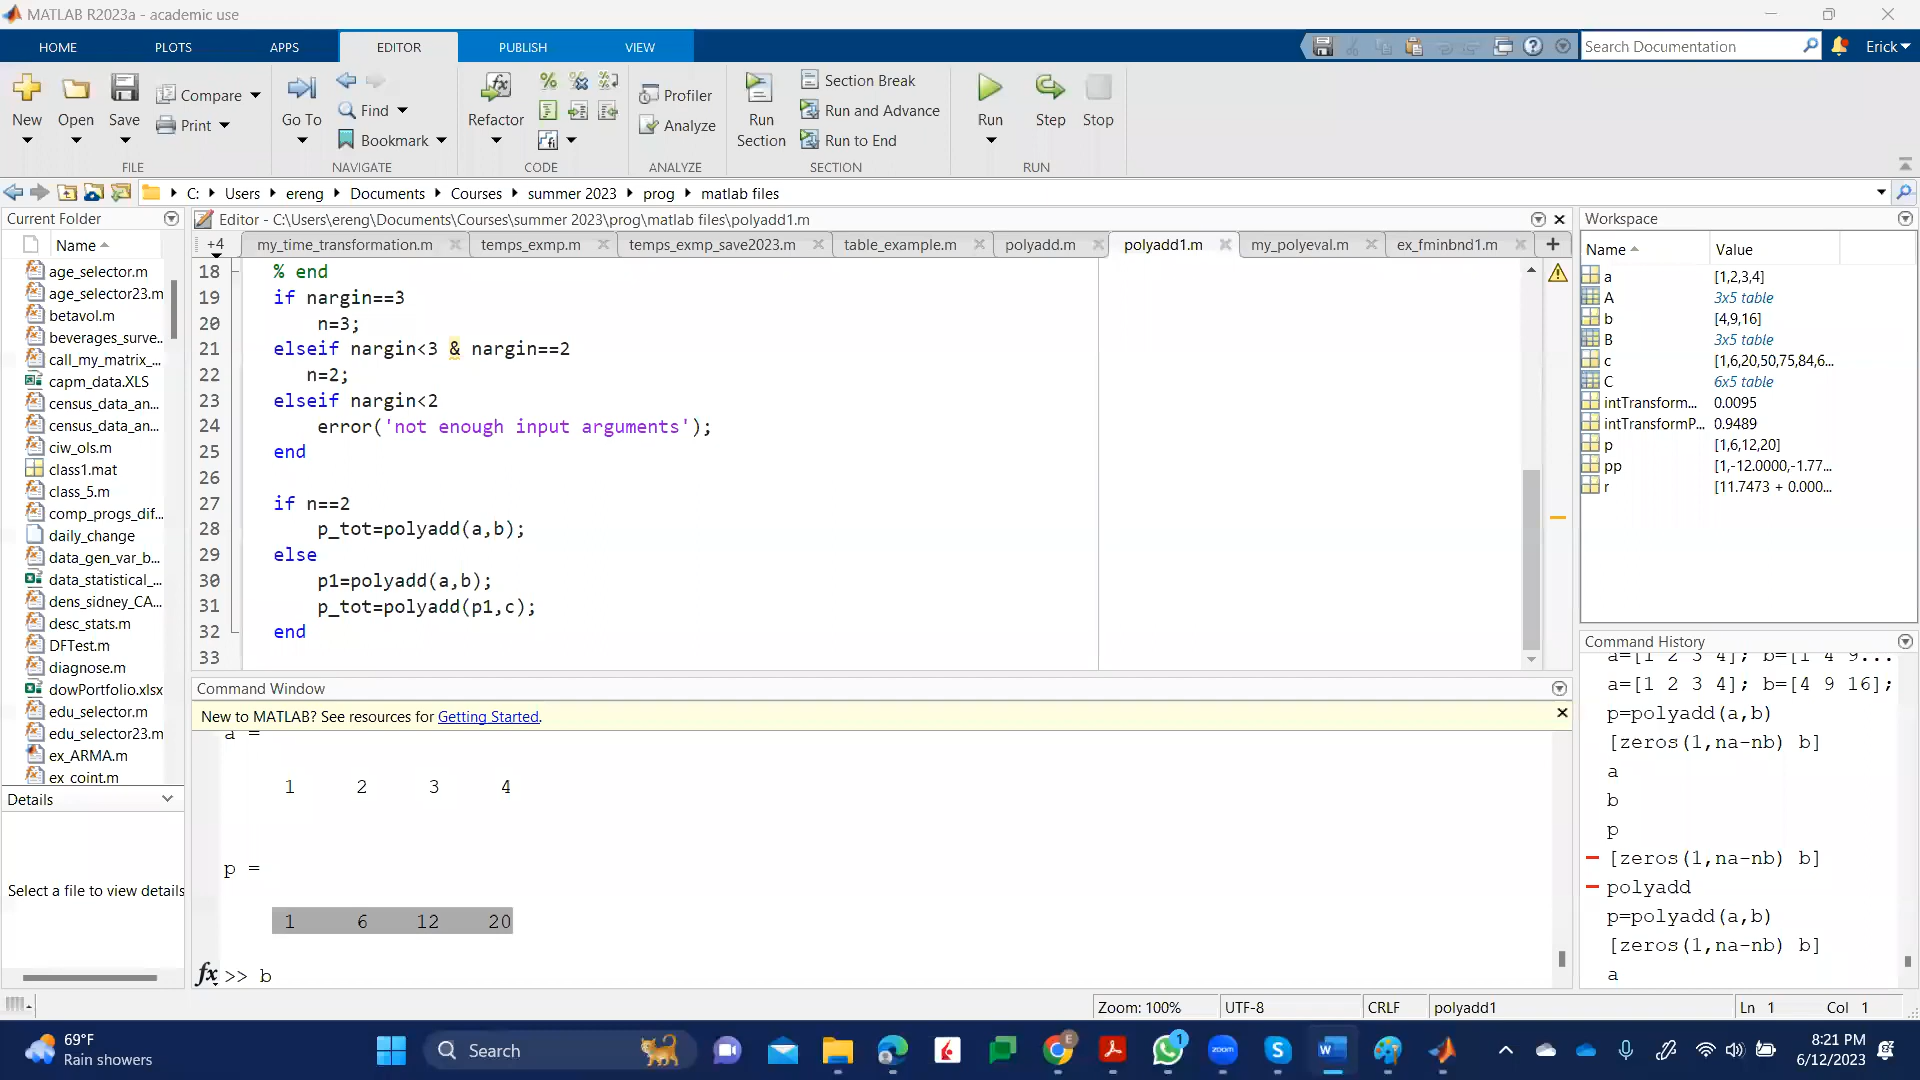 MATLAB R2023a - academic use
HOME PLOTS APPS EDITOR PUBLISH VIEW
Search Documentation
Erick
New
Open
Save
Compare
Print
FILE
Go To
Find
Bookmark
NAVIGATE
Refactor
CODE
Profiler
Analyze
ANALYZE
Run
Section
Section Break
Run and Advance
Run to End
SECTION
Run
Step
Stop
RUN
C: Users ereng Documents Courses summer 2023 prog matlab files
Current Folder
Name
age_selector.m
age_selector23.m
betavol.m
beverages_surve...
call_my_matrix_...
capm_data.XLS
census_data_an...
census_data_an...
ciw_ols.m
class1.mat
class_5.m
comp_progs_dif...
daily_change
data_gen_var_b...
data_statistical_...
dens_sidney_CA...
desc_stats.m
DFTest.m
diagnose.m
dowPortfolio.xlsx
edu_selector.m
edu_selector23.m
ex_ARMA.m
ex_coint.m
Details
Select a file to view details
Editor - C:\Users\ereng\Documents\Courses\summer 2023\prog\matlab files\polyadd1.m
+4 my_time_transformation.m temps_exmp.m temps_exmp_save2023.m table_example.m polyadd.m polyadd1.m my_polyeval.m ex_fminbnd1.m
18 % end
19 if nargin==3
20 n=3;
21 elseif nargin<3 & nargin==2
22 n=2;
23 elseif nargin<2
24 error('not enough input arguments');
25 end
26
27 if n==2
28 p_tot=polyadd(a,b);
29 else
30 p1=polyadd(a,b);
31 p_tot=polyadd(p1,c);
32 end
33
Command Window
New to MATLAB? See resources for Getting Started.
a =
1 2 3 4
p =
1 6 12 20
fx >> b
Workspace
Name Value
a [1,2,3,4]
A 3x5 table
b [4,9,16]
B 3x5 table
c [1,6,20,50,75,84,6...
C 6x5 table
intTransform... 0.0095
intTransformP... 0.9489
p [1,6,12,20]
pp [1,-12.0000,-1.77...
r [11.7473 + 0.000...
Command History
a=[1 2 3 4]; b=[1 4 9...
a=[1 2 3 4]; b=[4 9 16];
p=polyadd(a,b)
[zeros(1,na-nb) b]
a
b
p
[zeros(1,na-nb) b]
polyadd
p=polyadd(a,b)
[zeros(1,na-nb) b]
a
Zoom: 100% UTF-8 CRLF polyadd1 Ln 1 Col 1
69°F
Rain showers
Search
zoom
1
8:21 PM
6/12/2023